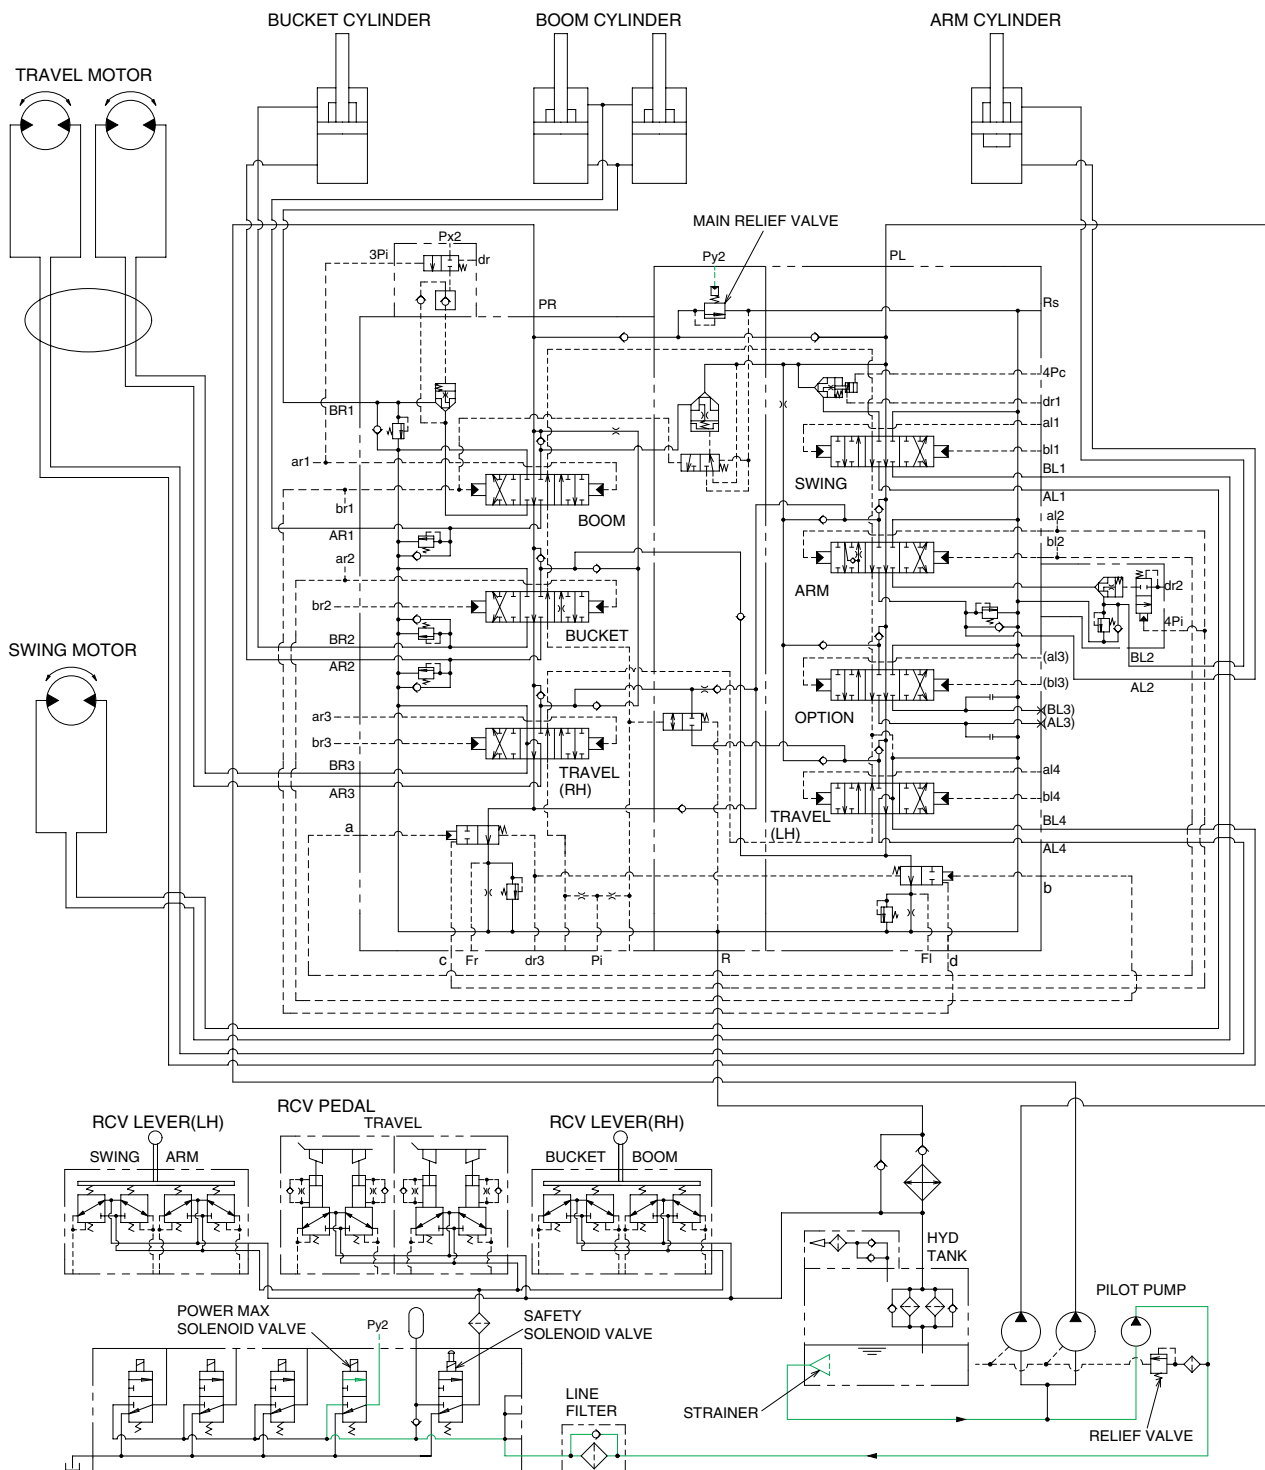 BUCKET CYLINDER
BOOM CYLINDER
ARM CYLINDER
TRAVEL MOTOR
MAIN RELIEF VALVE
Px2
3Pi
dr
Py2
PL
PR
Rs
4Pc
dr1
BR1
al1
ar1
bl1
BL1
SWING
AL1
br1
BOOM
al2
AR1
bl2
ar2
dr2
ARM
br2
4Pi
BUCKET
BR2
BL2
SWING MOTOR
(al3)
AR2
AL2
(bl3)
ar3
OPTION
(BL3)
(AL3)
br3
BR3
TRAVEL
(RH)
al4
AR3
bl4
TRAVEL
(LH)
BL4
a
AL4
b
c
Fr
dr3
Pi
R
Fl
d
RCV LEVER(LH)
RCV PEDAL
TRAVEL
RCV LEVER(RH)
SWING
ARM
BUCKET
BOOM
HYD
TANK
PILOT PUMP
POWER MAX
SOLENOID VALVE
Py2
SAFETY
SOLENOID VALVE
LINE
FILTER
STRAINER
RELIEF VALVE